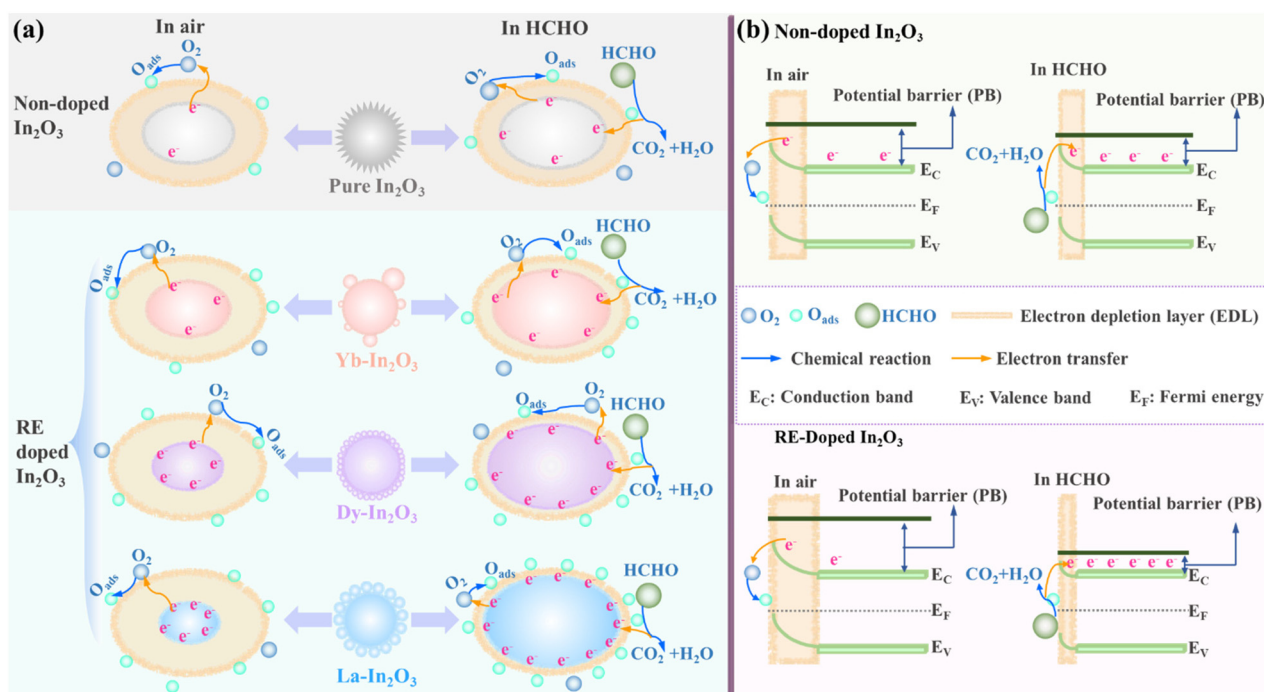 (a)
In air
In HCHO
Non-doped
In₂O₃
O₂
Oads
e⁻
e⁻
Pure In₂O₃
O₂
Oads
HCHO
e⁻
e⁻
e⁻
e⁻
CO₂ +H₂O
RE
doped
In₂O₃
O₂
Oads
e⁻
e⁻
e⁻
Yb-In₂O₃
O₂
Oads
HCHO
e⁻
e⁻
e⁻
e⁻
e⁻
e⁻
CO₂ +H₂O
O₂
Oads
e⁻
e⁻
e⁻
e⁻
Dy-In₂O₃
Oads
O₂
HCHO
e⁻
e⁻
e⁻
e⁻
e⁻
e⁻
e⁻
e⁻
CO₂ +H₂O
O₂
Oads
e⁻
e⁻
e⁻
e⁻
e⁻
e⁻
La-In₂O₃
O₂
Oads
HCHO
e⁻
e⁻
e⁻
e⁻
e⁻
e⁻
e⁻
e⁻
e⁻
e⁻
e⁻
e⁻
CO₂ +H₂O
(b)
Non-doped In₂O₃
In air
Potential barrier (PB)
e⁻
e⁻
e⁻
EC
EF
EV
In HCHO
Potential barrier (PB)
CO₂+H₂O
e⁻
e⁻
e⁻
e⁻
EC
EF
EV
O₂
Oads
HCHO
Electron depletion layer (EDL)
Chemical reaction
Electron transfer
EC: Conduction band
EV: Valence band
EF: Fermi energy
RE-Doped In₂O₃
In air
Potential barrier (PB)
e⁻
e⁻
EC
EF
EV
In HCHO
Potential barrier (PB)
CO₂+H₂O
e⁻ e⁻ e⁻ e⁻ e⁻ e⁻
EC
EF
EV